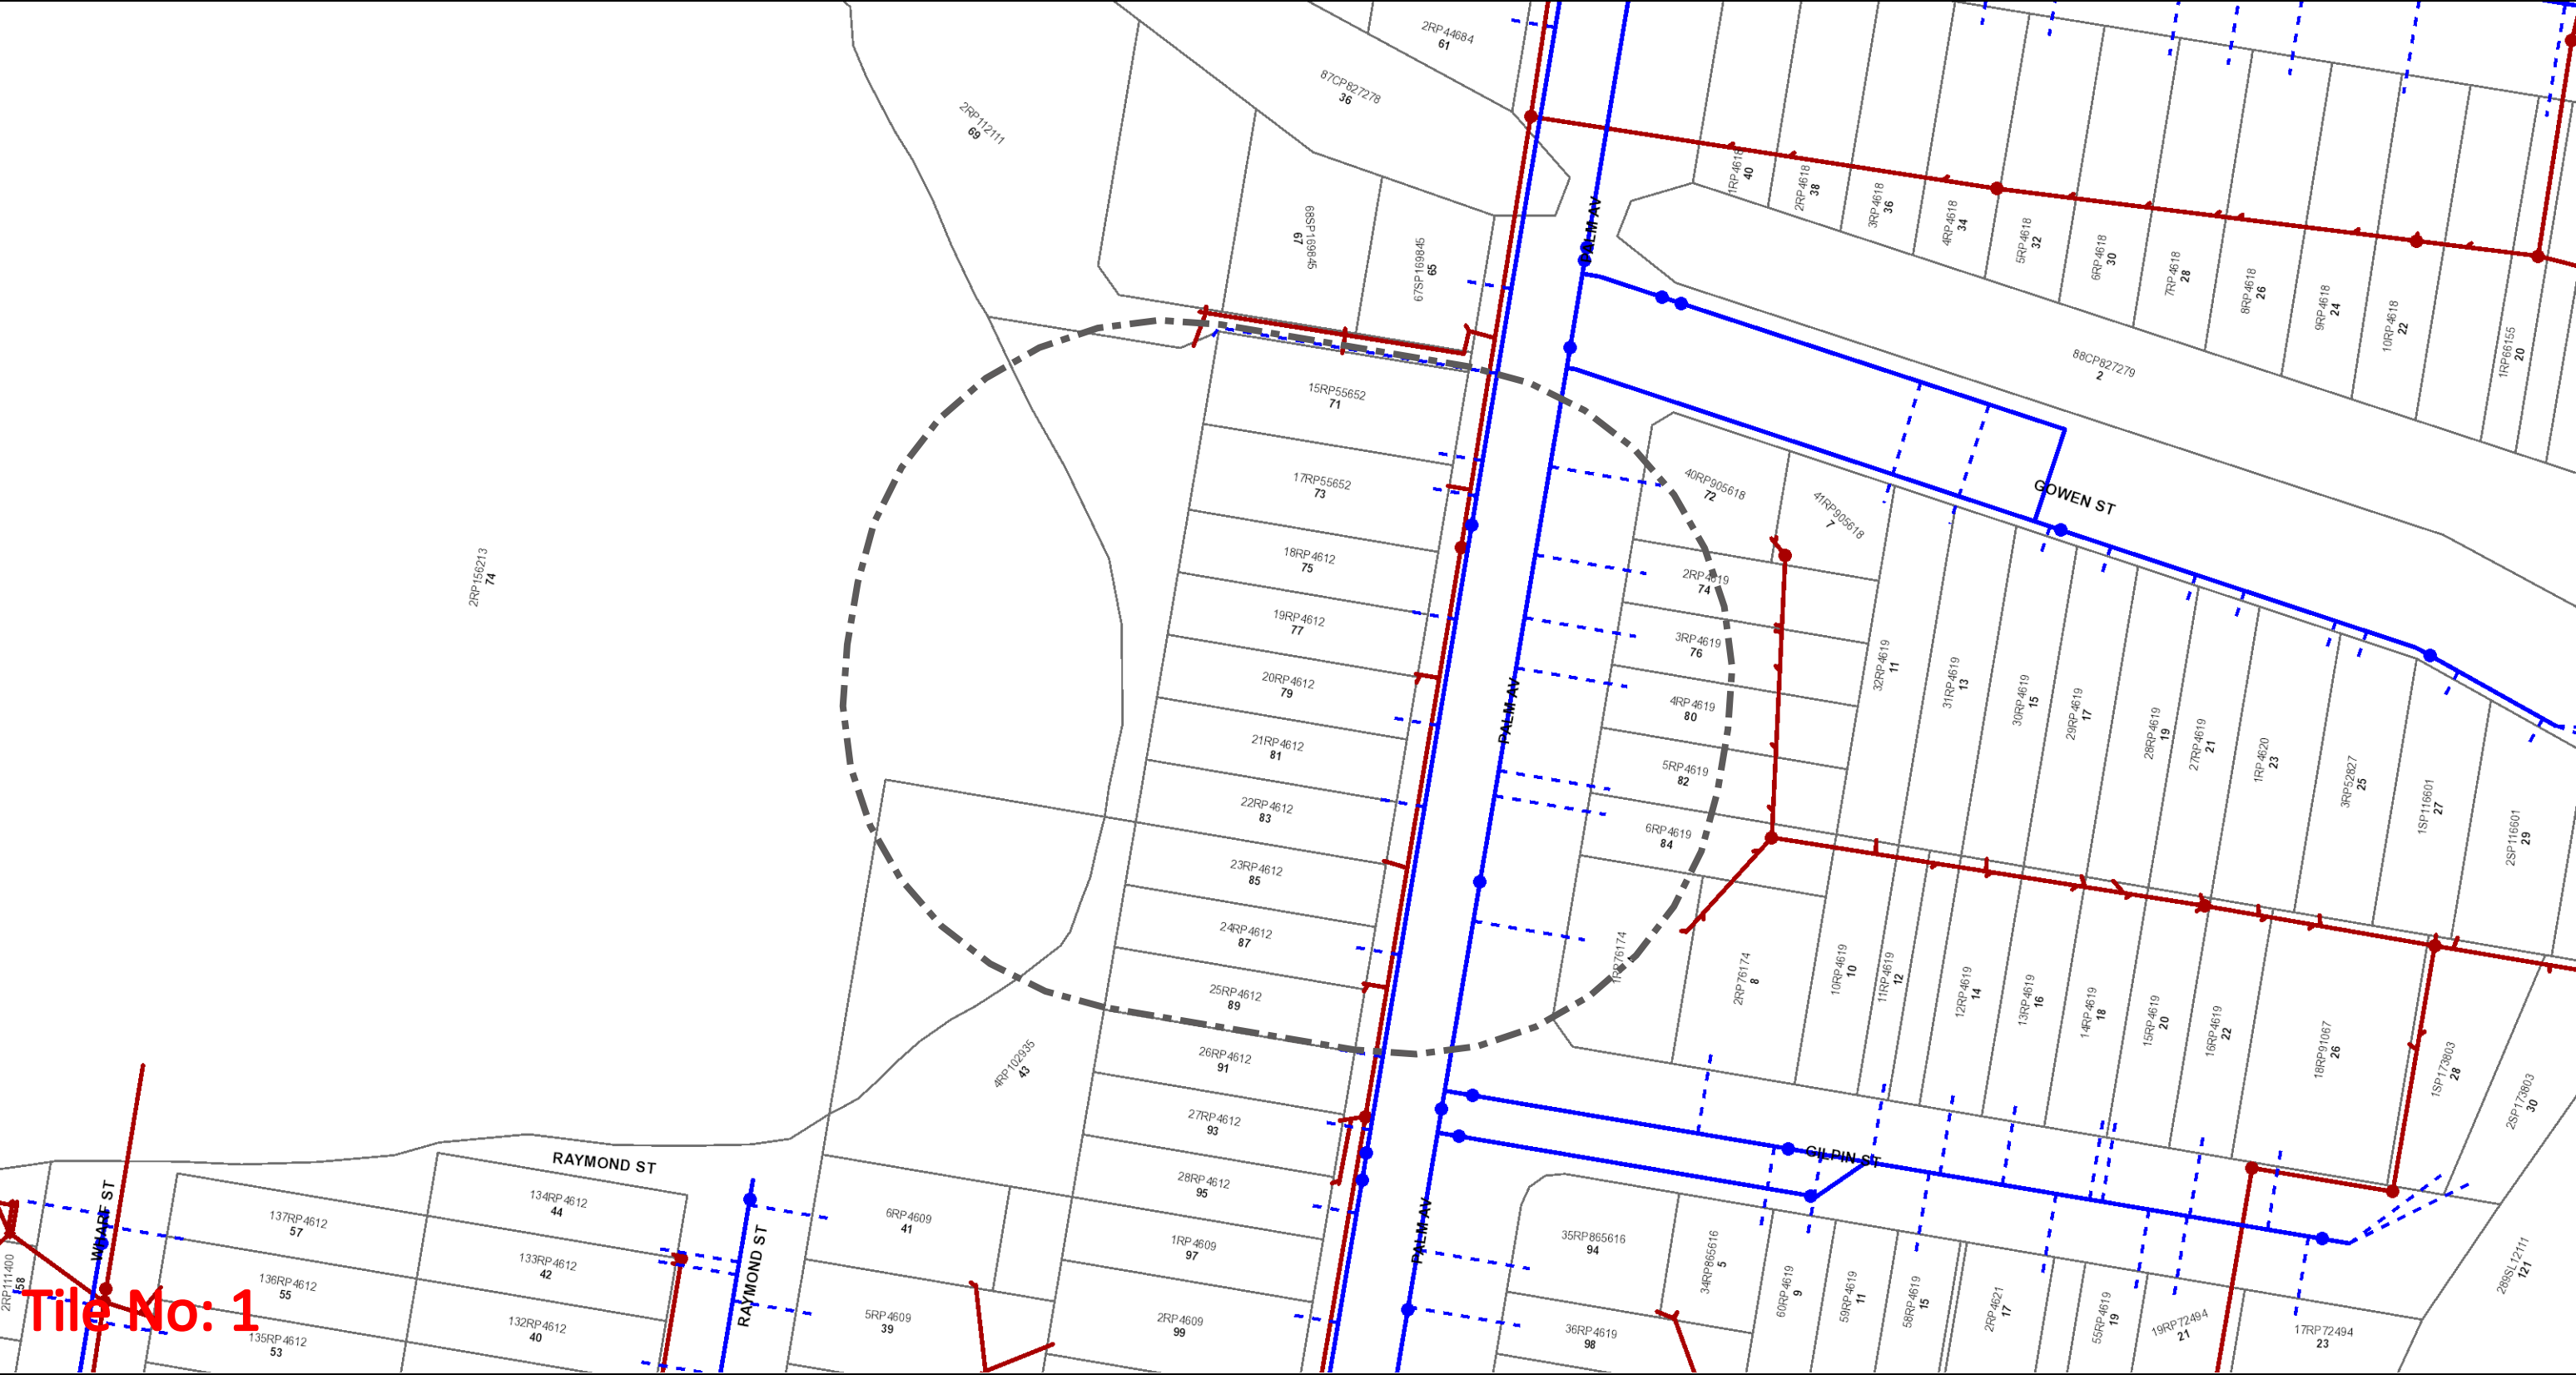 2RP44684
61
87CP827278
36
2RP112111
69
68SP169845
67
67SP169845
65
PALM AV
1RP4618
40
2RP4618
38
3RP4618
36
4RP4618
34
5RP4618
32
6RP4618
30
7RP4618
28
8RP4618
26
9RP4618
24
10RP4618
22
1RP66155
20
88CP827279
2
GOWEN ST
15RP55652
71
17RP55652
73
18RP4612
75
19RP4612
77
20RP4612
79
21RP4612
81
22RP4612
83
23RP4612
85
24RP4612
87
25RP4612
89
26RP4612
91
27RP4612
93
28RP4612
95
1RP4609
97
2RP4609
99
2RP156213
74
PALM AV
40RP905618
72
41RP905618
7
2RP4619
74
3RP4619
76
4RP4619
80
5RP4619
82
6RP4619
84
1RP76174
2RP76174
8
32RP4619
11
31RP4619
13
30RP4619
15
29RP4619
17
28RP4619
19
27RP4619
21
1RP4620
23
3RP52827
25
1SP116601
27
2SP116601
29
10RP4619
10
11RP4619
12
12RP4619
14
13RP4619
16
14RP4619
18
15RP4619
20
16RP4619
22
18RP91067
26
1SP173803
28
2SP173803
30
GILPIN ST
289SL12111
121
4RP102935
43
RAYMOND ST
WHARF ST
RAYMOND ST
PALM AV
2RP111400
58
137RP4612
57
136RP4612
55
135RP4612
53
134RP4612
44
133RP4612
42
132RP4612
40
6RP4609
41
5RP4609
39
35RP865616
94
34RP865616
5
36RP4619
98
60RP4619
9
59RP4619
11
58RP4619
15
2RP4621
17
55RP4619
19
19RP72494
21
17RP72494
23
Tile No: 1